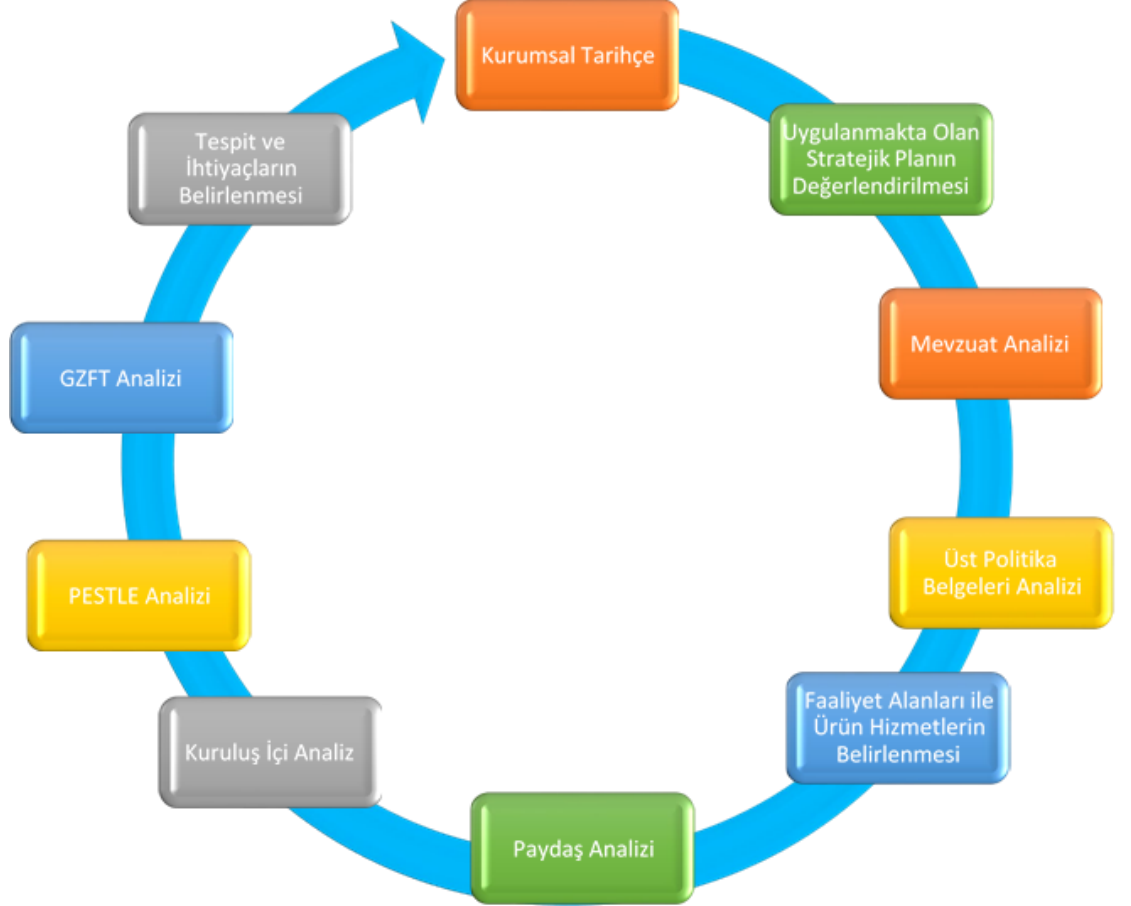 Kurumsal Tarihçe
Uygulanmakta Olan
Stratejik Planın
Değerlendirilmesi
Mevzuat Analizi
Üst Politika
Belgeleri Analizi
Faaliyet Alanları ile
Ürün Hizmetlerin
Belirlenmesi
Paydaş Analizi
Kuruluş İçi Analiz
PESTLE Analizi
GZFT Analizi
Tespit ve
İhtiyaçların
Belirlenmesi